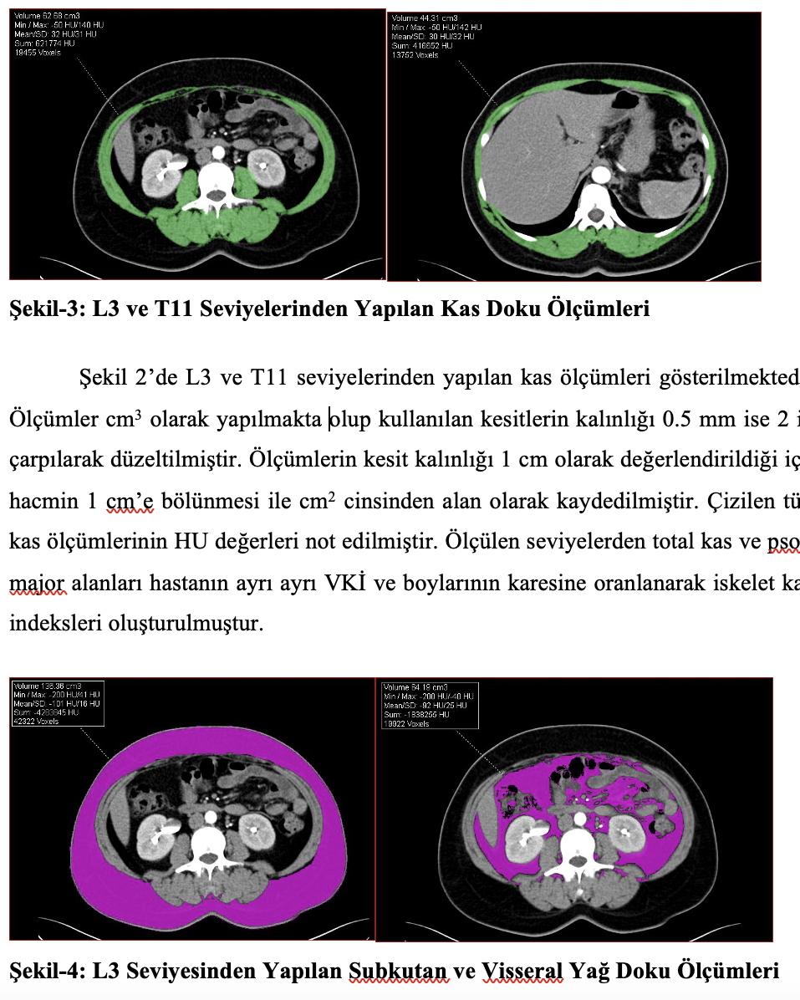 Volume 62.68 cm3
Min / Max -50 HU/140 HU
Mean/SD: 32 HU/31 HU
Sum: 621774 HU
19455 Voxels
Volume 44.31 cm3
Min / Max -50 HU/142 HU
Mean/SD: 30 HU/32 HU
Sum: 416652 HU
13752 Voxels
Şekil-3: L3 ve T11 Seviyelerinden Yapılan Kas Doku Ölçümleri
Şekil 2’de L3 ve T11 seviyelerinden yapılan kas ölçümleri gösterilmekted
Ölçümler cm³ olarak yapılmakta olup kullanılan kesitlerin kalınlığı 0.5 mm ise 2 i
çarpılarak düzeltilmiştir. Ölçümlerin kesit kalınlığı 1 cm olarak değerlendirildiği iç
hacmin 1 cm’e bölünmesi ile cm² cinsinden alan olarak kaydedilmiştir. Çizilen tü
kas ölçümlerinin HU değerleri not edilmiştir. Ölçülen seviyelerden total kas ve pso
major alanları hastanın ayrı ayrı VKİ ve boylarının karesine oranlanarak iskelet ka
indeksleri oluşturulmuştur.
Volume 136.36 cm3
Min / Max -200 HU/41 HU
Mean/SD: -101 HU/16 HU
Sum: -4283845 HU
42322 Voxels
Volume 64.19 cm3
Min / Max -200 HU/-40 HU
Mean/SD: -92 HU/25 HU
Sum: -1838255 HU
19922 Voxels
Şekil-4: L3 Seviyesinden Yapılan Subkutan ve Visseral Yağ Doku Ölçümleri